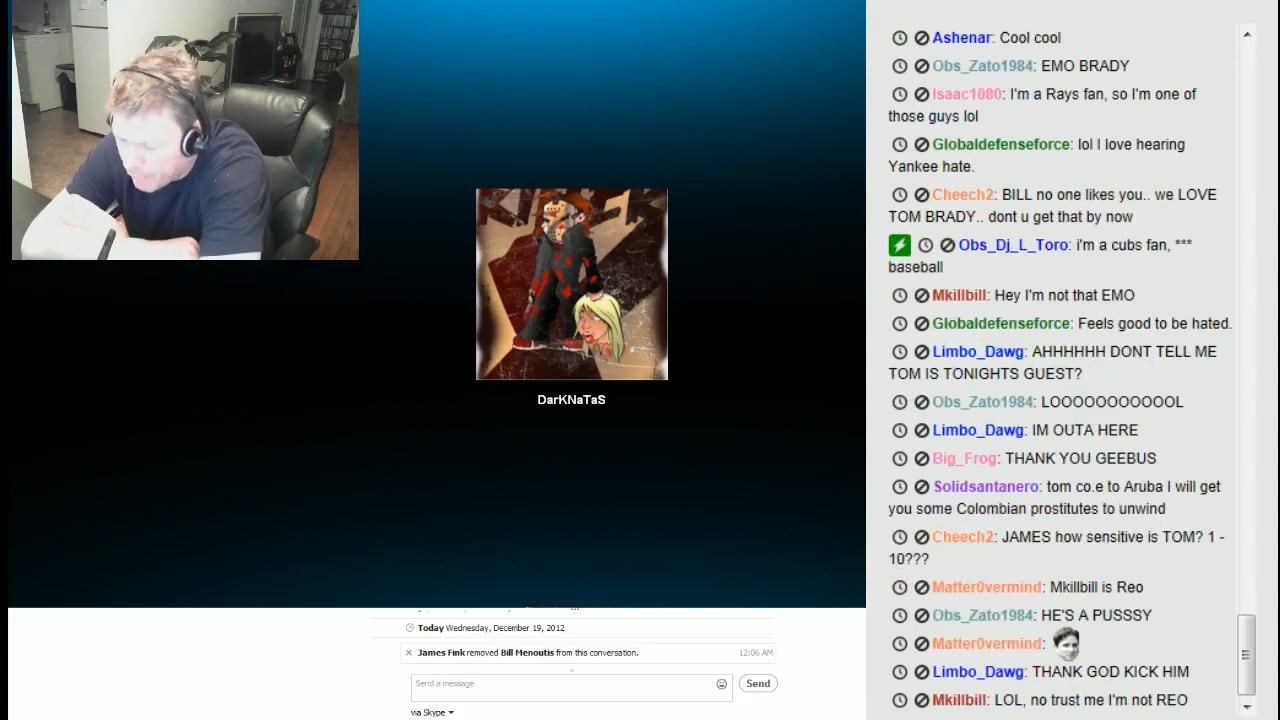 DarKNaTaS
Today Wednesday, December 19, 2012
James Fink removed Bill Menoutis from this conversation. 12:06 AM
Send a message
Send
via Skype
Ashenar: Cool cool
Obs_Zato1984: EMO BRADY
Isaac1080: I'm a Rays fan, so I'm one of
those guys lol
Globaldefenseforce: lol I love hearing
Yankee hate.
Cheech2: BILL no one likes you.. we LOVE
TOM BRADY.. dont u get that by now
Obs_Dj_L_Toro: i'm a cubs fan, ***
baseball
Mkillbill: Hey I'm not that EMO
Globaldefenseforce: Feels good to be hated.
Limbo_Dawg: AHHHHHH DONT TELL ME
TOM IS TONIGHTS GUEST?
Obs_Zato1984: LOOOOOOOOOOL
Limbo_Dawg: IM OUTA HERE
Big_Frog: THANK YOU GEEBUS
Solidsantanero: tom co.e to Aruba I will get
you some Colombian prostitutes to unwind
Cheech2: JAMES how sensitive is TOM? 1 -
10???
Matter0vermind: Mkillbill is Reo
Obs_Zato1984: HE'S A PUSSSY
Matter0vermind:
Limbo_Dawg: THANK GOD KICK HIM
Mkillbill: LOL, no trust me I'm not REO